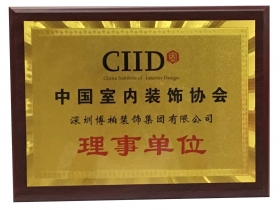 CIID
China Institute of Interior Design
中国室内装饰协会
深圳博柏装饰集团有限公司
理事单位